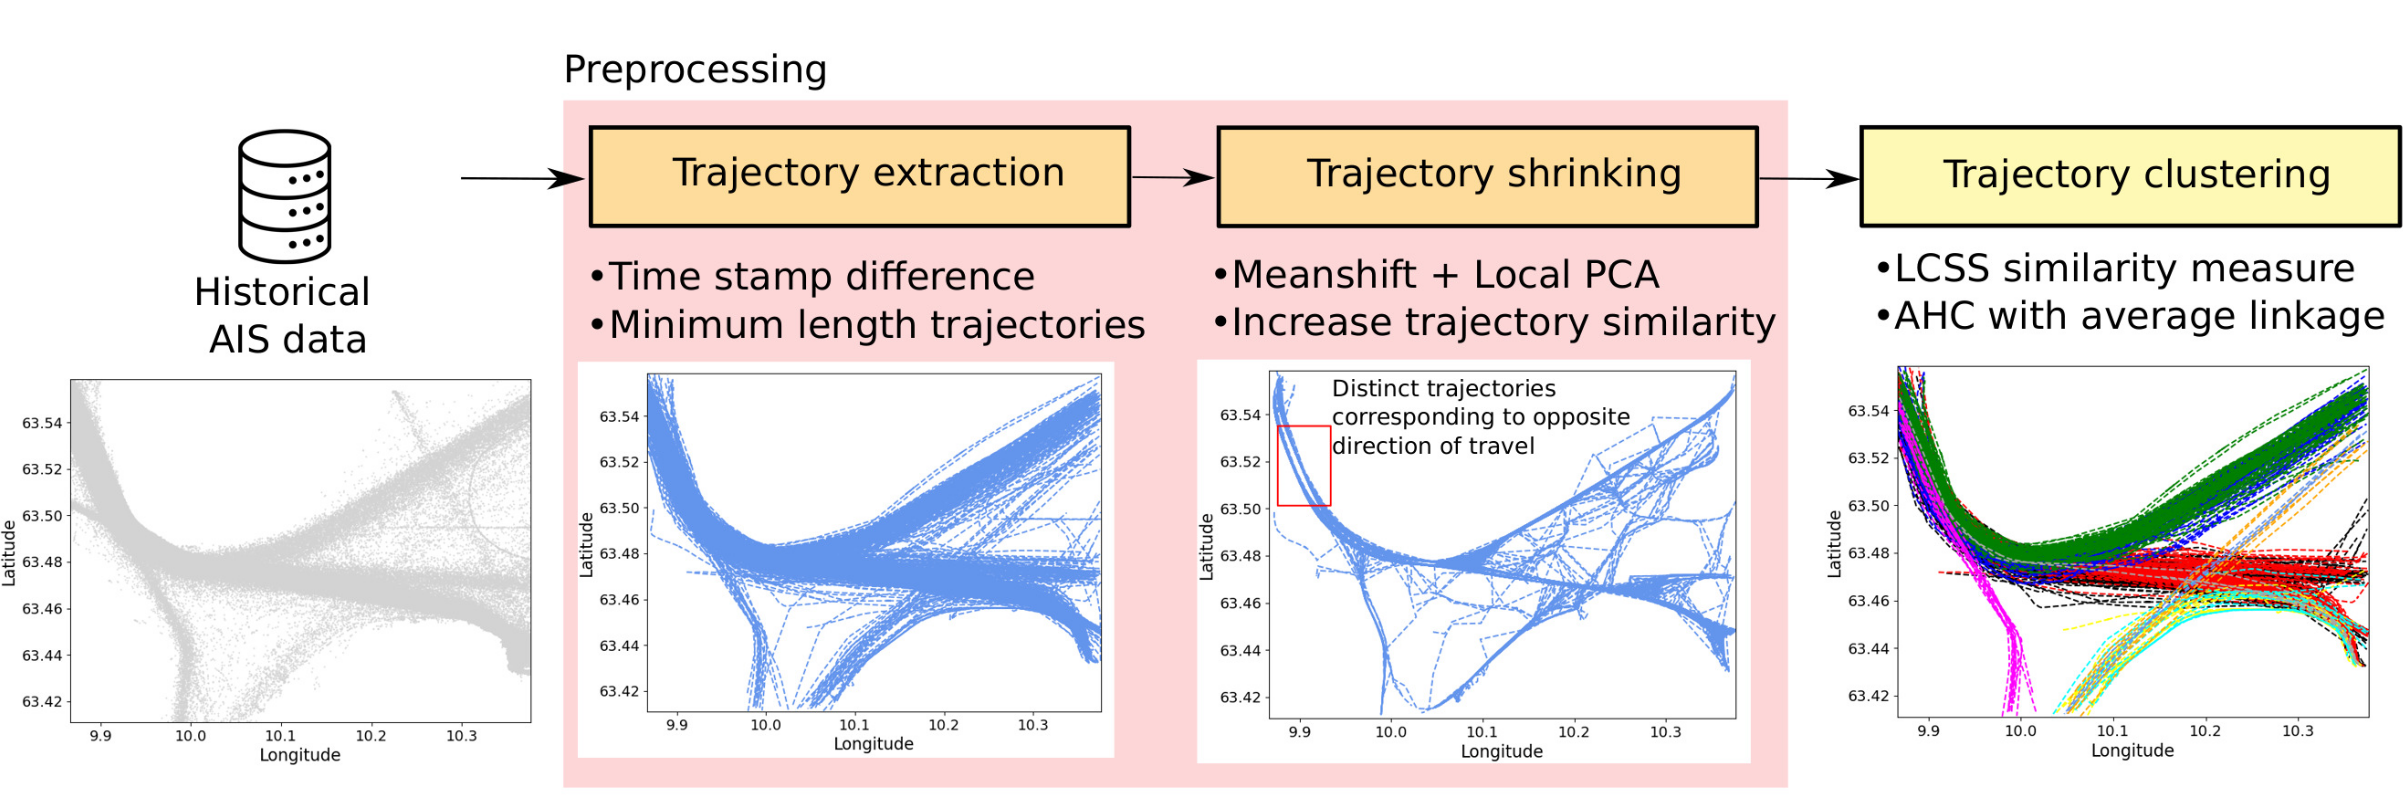 Preprocessing
Historical
AIS data
Trajectory extraction
•Time stamp difference
•Minimum length trajectories
Trajectory shrinking
•Meanshift + Local PCA
•Increase trajectory similarity
Trajectory clustering
•LCSS similarity measure
•AHC with average linkage
63.54
63.52
63.50
63.48
63.46
63.44
63.42
Latitude
9.9 10.0 10.1 10.2 10.3
Longitude
63.54
63.52
63.50
63.48
63.46
63.44
63.42
Latitude
9.9 10.0 10.1 10.2 10.3
Longitude
Distinct trajectories
corresponding to opposite
direction of travel
63.54
63.52
63.50
63.48
63.46
63.44
63.42
Latitude
9.9 10.0 10.1 10.2 10.3
Longitude
63.54
63.52
63.50
63.48
63.46
63.44
63.42
Latitude
9.9 10.0 10.1 10.2 10.3
Longitude